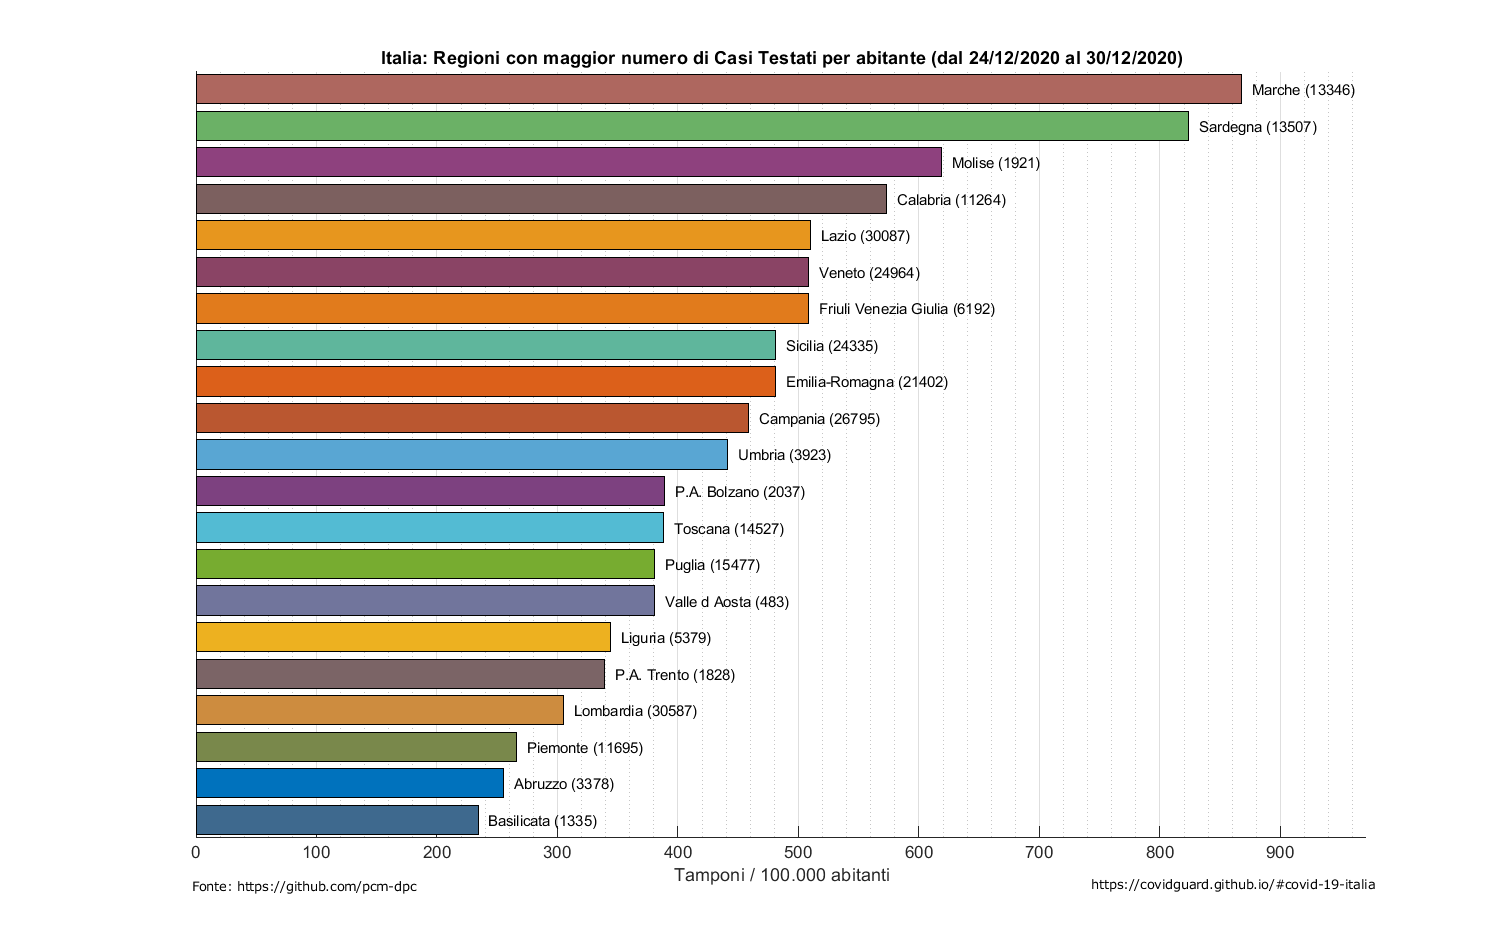 Italia: Regioni con maggior numero di Casi Testati per abitante (dal 24/12/2020 al 30/12/2020)
Marche (13346)
Sardegna (13507)
Molise (1921)
Calabria (11264)
Lazio (30087)
Veneto (24964)
Friuli Venezia Giulia (6192)
Sicilia (24335)
Emilia-Romagna (21402)
Campania (26795)
Umbria (3923)
P.A. Bolzano (2037)
Toscana (14527)
Puglia (15477)
Valle d Aosta (483)
Liguria (5379)
P.A. Trento (1828)
Lombardia (30587)
Piemonte (11695)
Abruzzo (3378)
Basilicata (1335)
0 100 200 300 400 500 600 700 800 900
Tamponi / 100.000 abitanti
Fonte: https://github.com/pcm-dpc
https://covidguard.github.io/#covid-19-italia